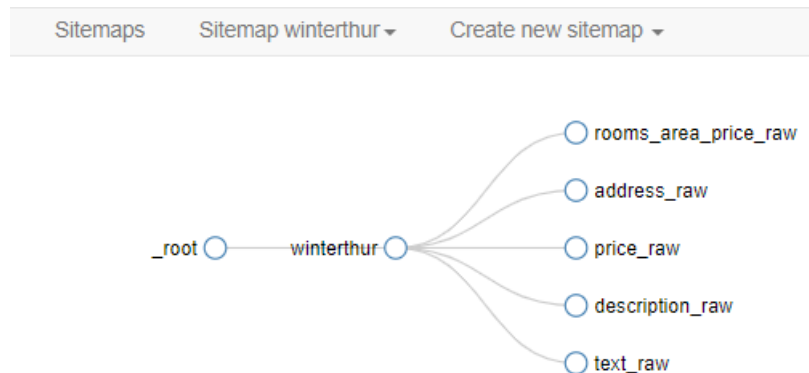 Sitemaps Sitemap winterthur Create new sitemap
rooms_area_price_raw
address_raw
_root winterthur price_raw
description_raw
text_raw